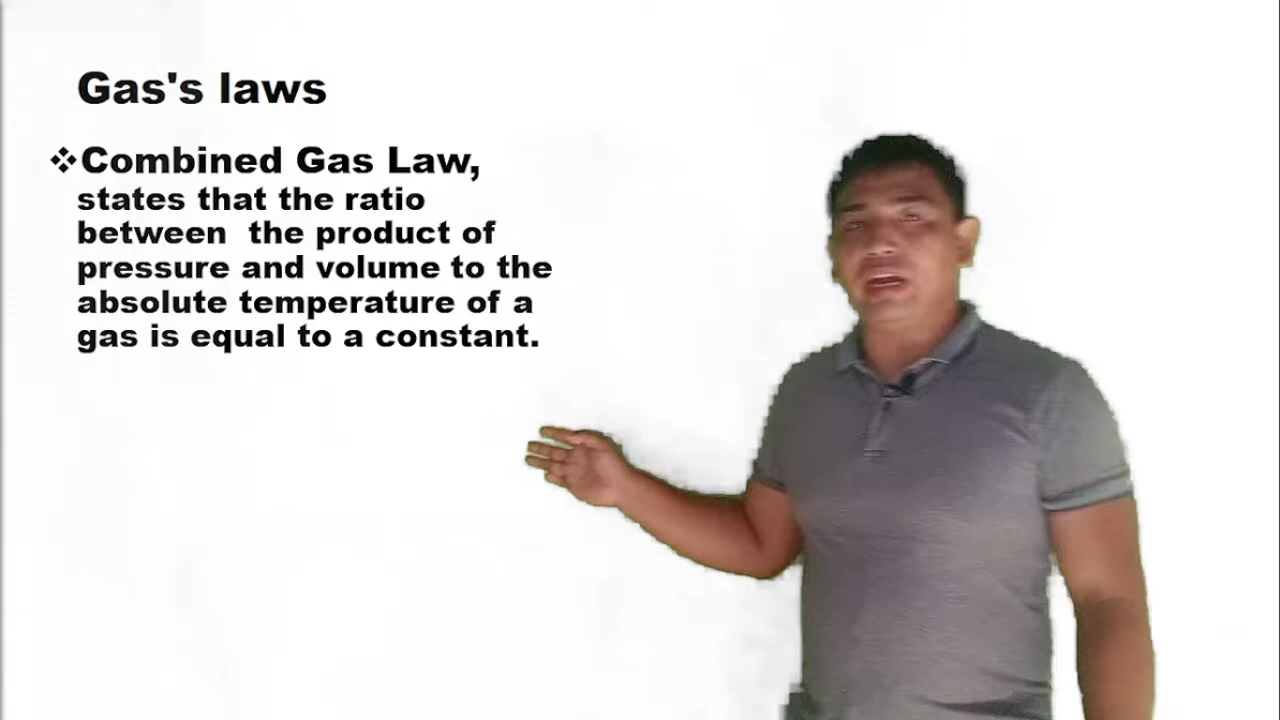 Gas's laws
❖Combined Gas Law,
states that the ratio
between  the product of
pressure and volume to the
absolute temperature of a
gas is equal to a constant.